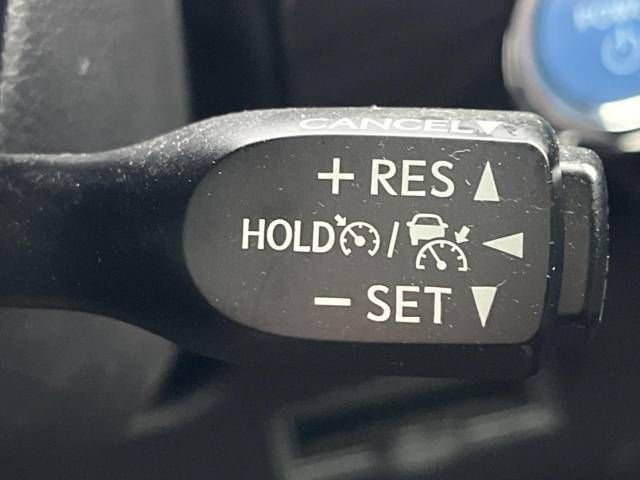 CANCEL
+ RES
HOLD /
− SET